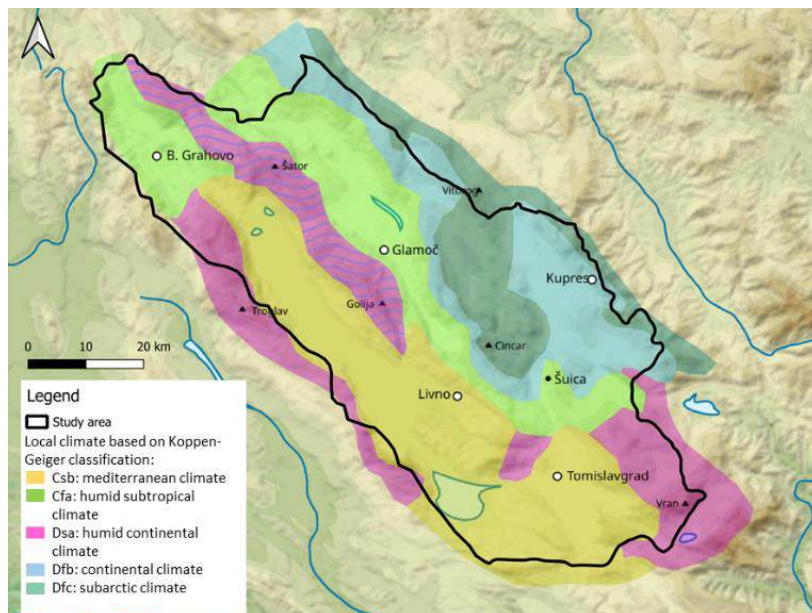 B. Grahovo
Šator
Vitorog
Glamoč
Kupres
Golija
Troglav
Cincar
0 10 20 km
Šuica
Livno
Tomislavgrad
Vran
Legend
Study area
Local climate based on Koppen-
Geiger classification:
Csb: mediterranean climate
Cfa: humid subtropical
climate
Dsa: humid continental
climate
Dfb: continental climate
Dfc: subarctic climate